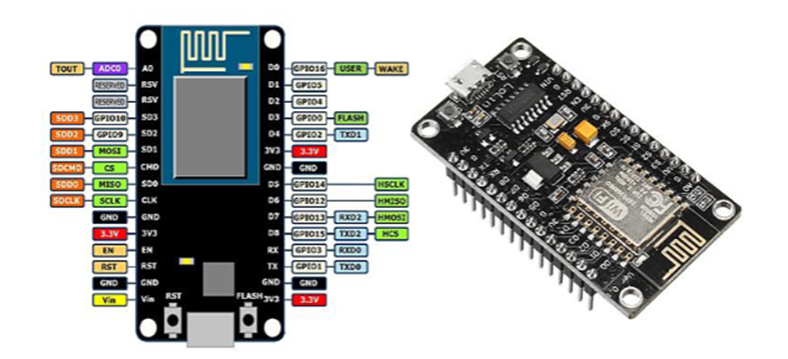 TOUT ADC0 A0 D0 GPIO16 USER WAKE
RESERVED RSV D1 GPIO5
RESERVED RSV D2 GPIO4
SDD3 GPIO10 SD3 D3 GPIO0 FLASH
SDD2 GPIO9 SD2 D4 GPIO2 TXD1
SDD1 MOSI SD1 3V3 3.3V
SDCMD CS CMD GND GND
SDD0 MISO SD0 D5 GPIO14 HSCLK
SDCLK SCLK CLK D6 GPIO12 HMISO
GND GND D7 GPIO13 RXD2 HMOSI
3.3V 3V3 D8 GPIO15 TXD2 HCS
EN EN RX GPIO3 RXD0
RST RST TX GPIO1 TXD0
GND GND GND GND
Vin Vin RST FLASH 3V3 3.3V
WiFi